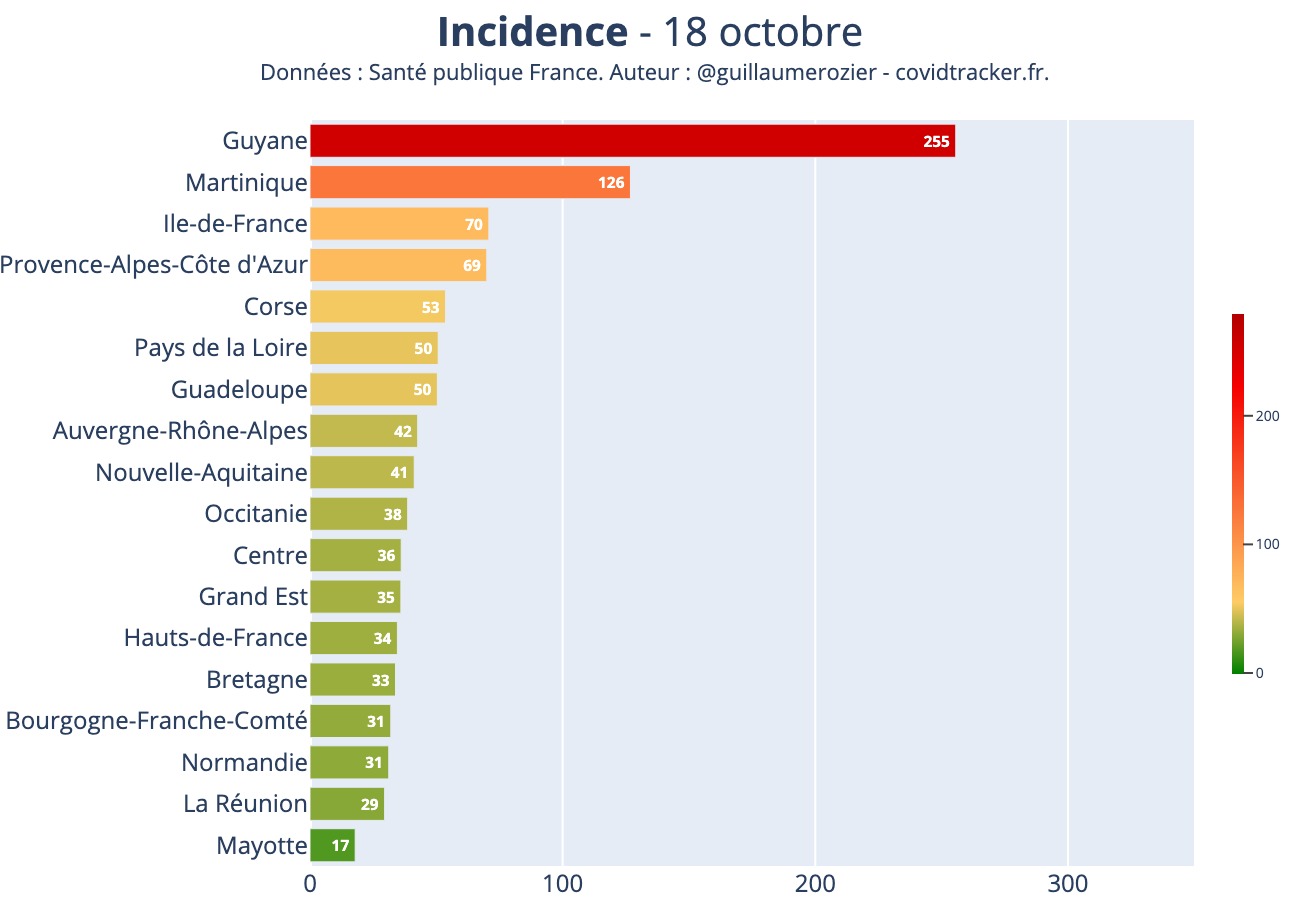 Incidence - 18 octobre
Données : Santé publique France. Auteur : @guillaumerozier - covidtracker.fr.
Guyane 255
Martinique 126
Ile-de-France 70
Provence-Alpes-Côte d'Azur 69
Corse 53
Pays de la Loire 50
Guadeloupe 50
Auvergne-Rhône-Alpes 42
Nouvelle-Aquitaine 41
Occitanie 38
Centre 36
Grand Est 35
Hauts-de-France 34
Bretagne 33
Bourgogne-Franche-Comté 31
Normandie 31
La Réunion 29
Mayotte 17
0 100 200 300
200
100
0